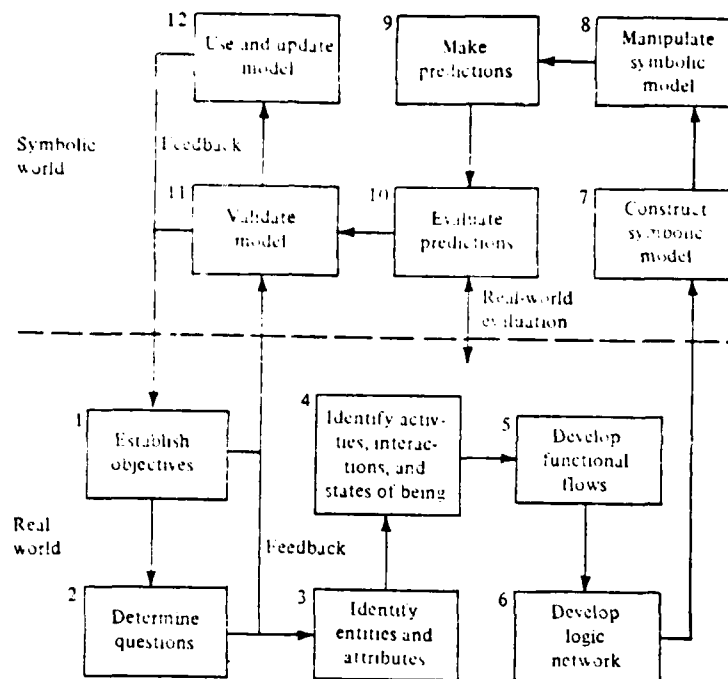 12
Use and update
model
9
Make
predictions
8
Manipulate
symbolic
model
Symbolic
world
Feedback
11
Validate
model
10
Evaluate
predictions
7
Construct
symbolic
model
Real-world
evaluation
1
Establish
objectives
4
Identify activ-
ities, interac-
tions, and
states of being
5
Develop
functional
flows
Real
world
Feedback
2
Determine
questions
3
Identify
entities and
attributes
6
Develop
logic
network